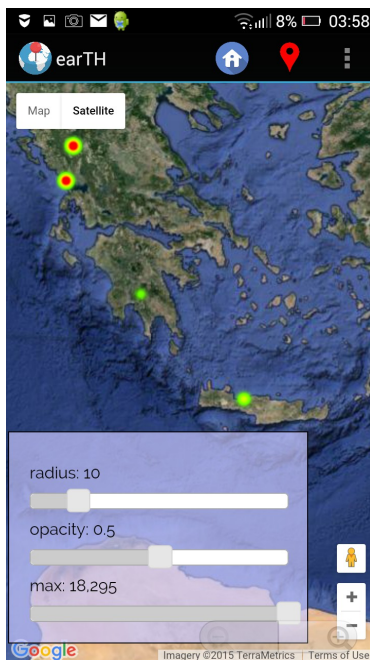 8% 03:58
earTH
Map Satellite
radius: 10
opacity: 0.5
max: 18,295
Google
Imagery ©2015 TerraMetrics Terms of Use